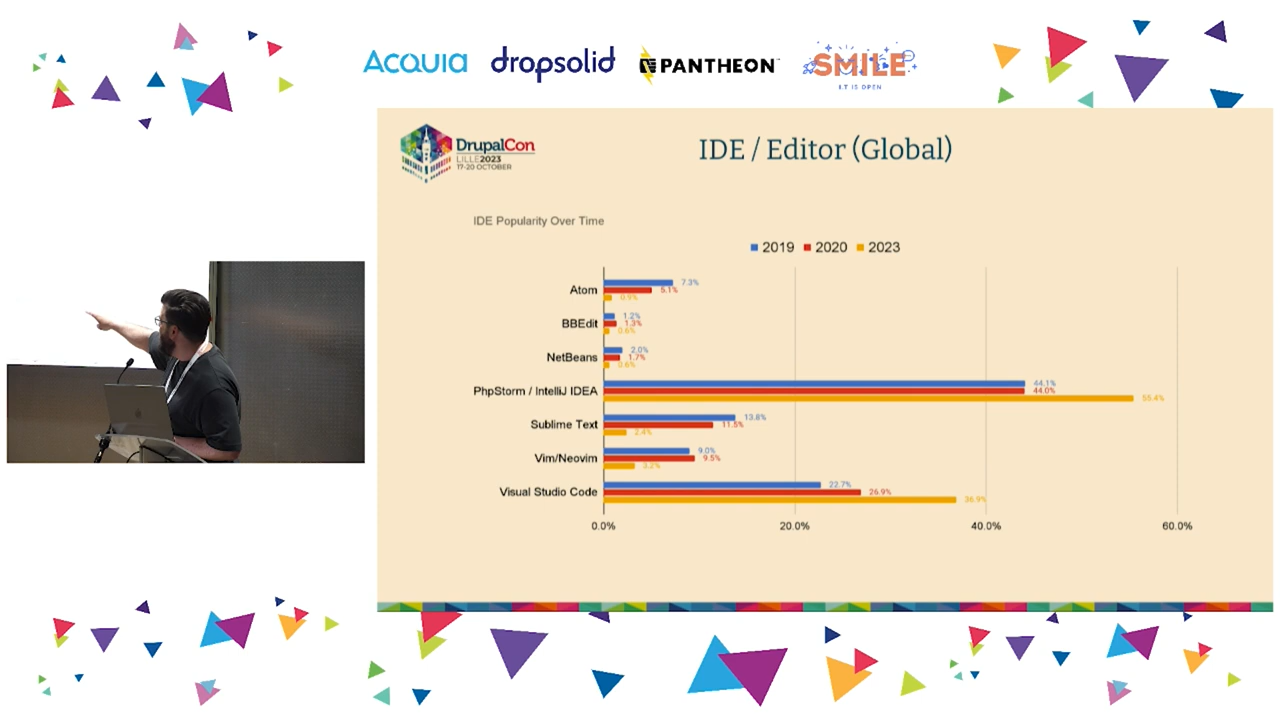 ACQUIA dropsolid PANTHEON SMILE
I.T IS OPEN
DrupalCon
LILLE2023
17-20 OCTOBER
IDE / Editor (Global)
IDE Popularity Over Time
2019 2020 2023
Atom 7.3% 5.1% 0.9%
BBEdit 1.2% 1.3% 0.6%
NetBeans 2.0% 1.7% 0.6%
PhpStorm / IntelliJ IDEA 44.1% 44.0% 55.4%
Sublime Text 13.8% 11.5% 2.4%
Vim/Neovim 9.0% 9.5% 3.2%
Visual Studio Code 22.7% 26.9% 36.9%
0.0% 20.0% 40.0% 60.0%